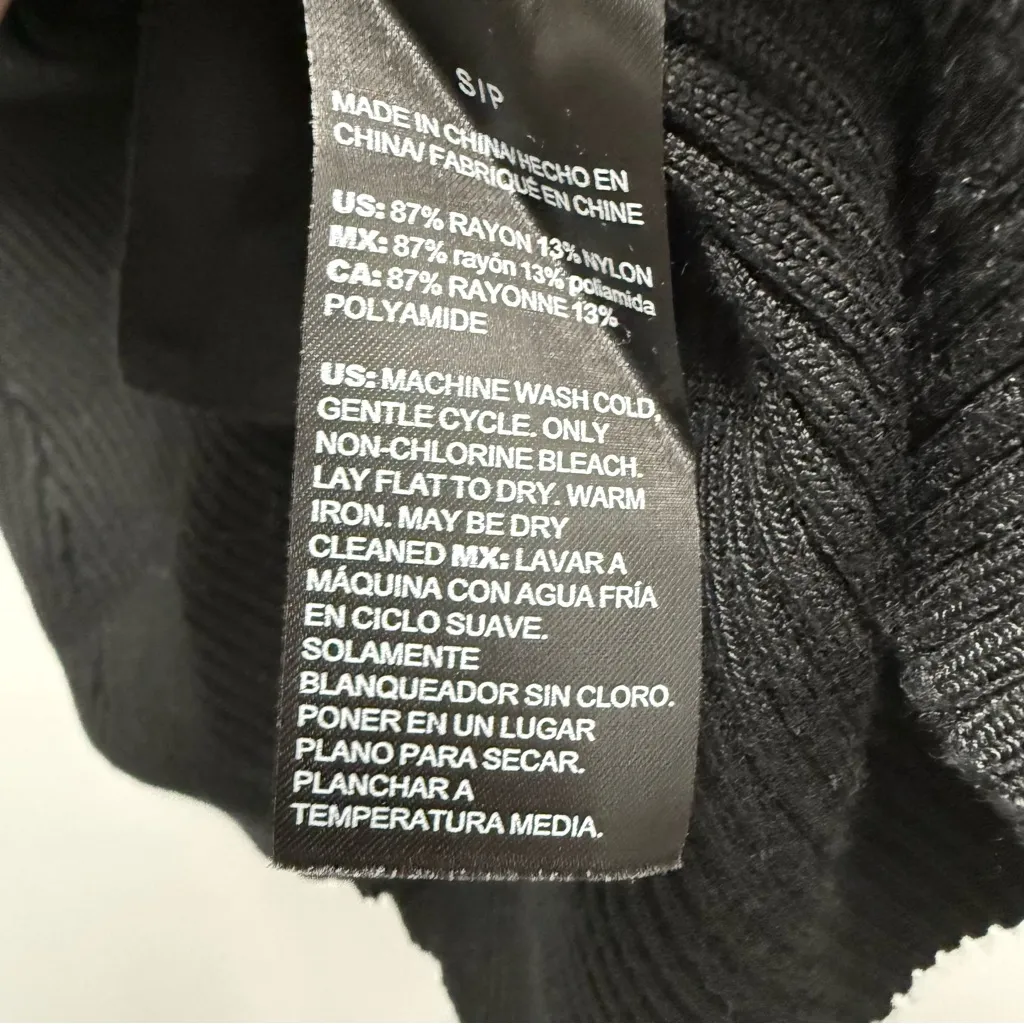 S/P
MADE IN CHINA/ HECHO EN
CHINA/ FABRIQUÉ EN CHINE
US: 87% RAYON 13% NYLON
MX: 87% rayón 13% poliamida
CA: 87% RAYONNE 13%
POLYAMIDE
US: MACHINE WASH COLD,
GENTLE CYCLE. ONLY
NON-CHLORINE BLEACH.
LAY FLAT TO DRY. WARM
IRON. MAY BE DRY
CLEANED MX: LAVAR A
MÁQUINA CON AGUA FRÍA
EN CICLO SUAVE.
SOLAMENTE
BLANQUEADOR SIN CLORO.
PONER EN UN LUGAR
PLANO PARA SECAR.
PLANCHAR A
TEMPERATURA MEDIA.